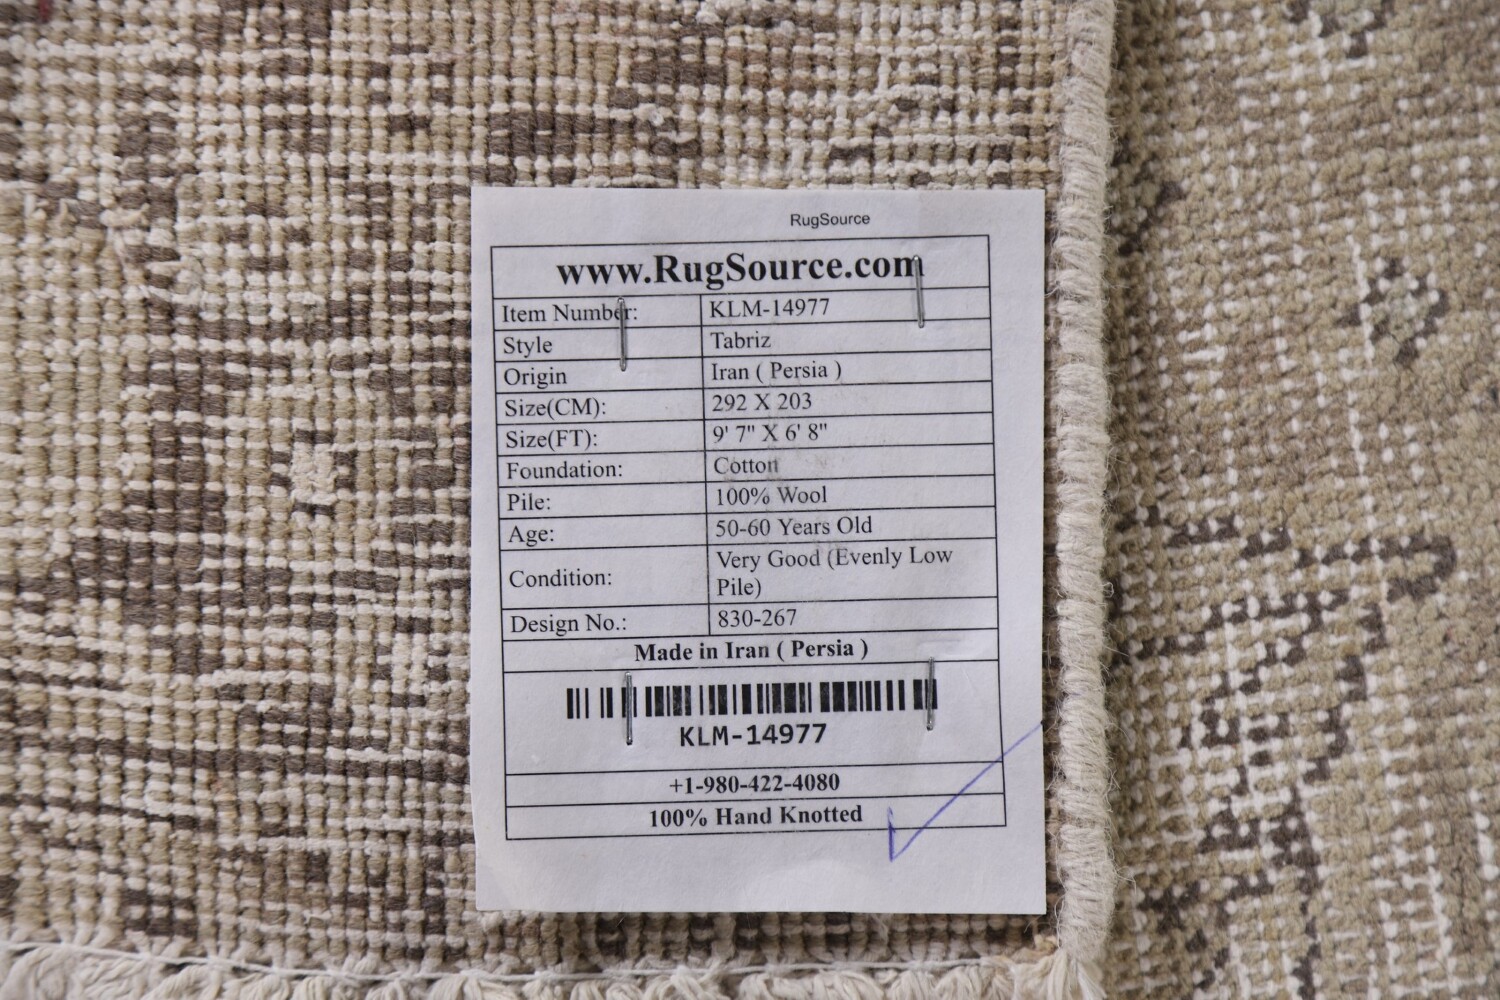 RugSource
www.RugSource.com
Item Number: KLM-14977
Style Tabriz
Origin Iran ( Persia )
Size(CM): 292 X 203
Size(FT): 9' 7" X 6' 8"
Foundation: Cotton
Pile: 100% Wool
Age: 50-60 Years Old
Condition: Very Good (Evenly Low
Pile)
Design No.: 830-267
Made in Iran ( Persia )
KLM-14977
+1-980-422-4080
100% Hand Knotted